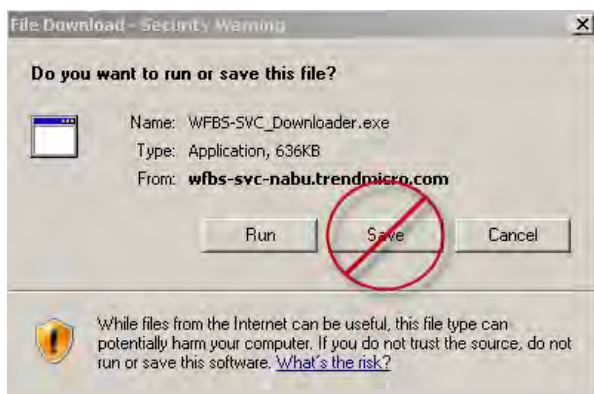 File Download - Security Warning
Do you want to run or save this file?
Name: WFBS-SVC_Downloader.exe
Type: Application, 636KB
From: wfbs-svc-nabu.trendmicro.com
Run Save Cancel
While files from the Internet can be useful, this file type can
potentially harm your computer. If you do not trust the source, do not
run or save this software. What's the risk?